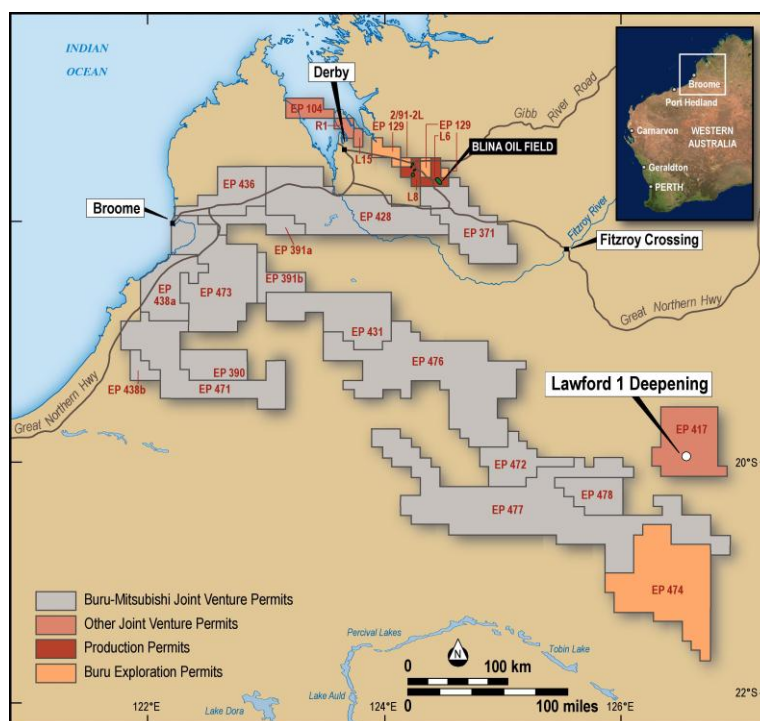 INDIAN
OCEAN
Derby
Gibb River Road
Broome
Port Hedland
Carnarvon
WESTERN
AUSTRALIA
Geraldton
PERTH
EP 104
R1
2/91-2L
EP 129
EP 129
L6
L15
L8
BLINA OIL FIELD
EP 436
Broome
EP 428
EP 371
Fitzroy River
Fitzroy Crossing
EP 391a
EP 391b
EP
438a
EP 473
Great Northern Hwy
EP 431
EP 476
EP 390
EP 438b
EP 471
Great Northern Hwy
Lawford 1 Deepening
EP 417
20°S
EP 472
EP 478
EP 477
EP 474
Buru-Mitsubishi Joint Venture Permits
Other Joint Venture Permits
Production Permits
Buru Exploration Permits
Percival Lakes
Tobin Lake
N
0 100 km
0 100 miles
Lake Auld
Lake Dora
22°S
122°E
124°E
126°E